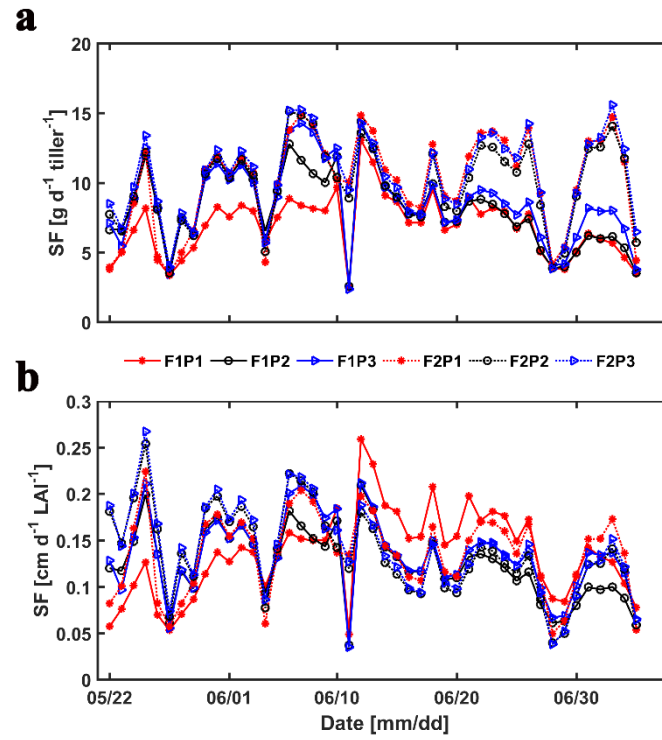 a
20
15
10
5
0
SF [g d⁻¹ tiller⁻¹]
F1P1 F1P2 F1P3 F2P1 F2P2 F2P3
b
0.3
0.25
0.2
0.15
0.1
0.05
0
SF [cm d⁻¹ LAI⁻¹]
05/22 06/01 06/10 06/20 06/30
Date [mm/dd]